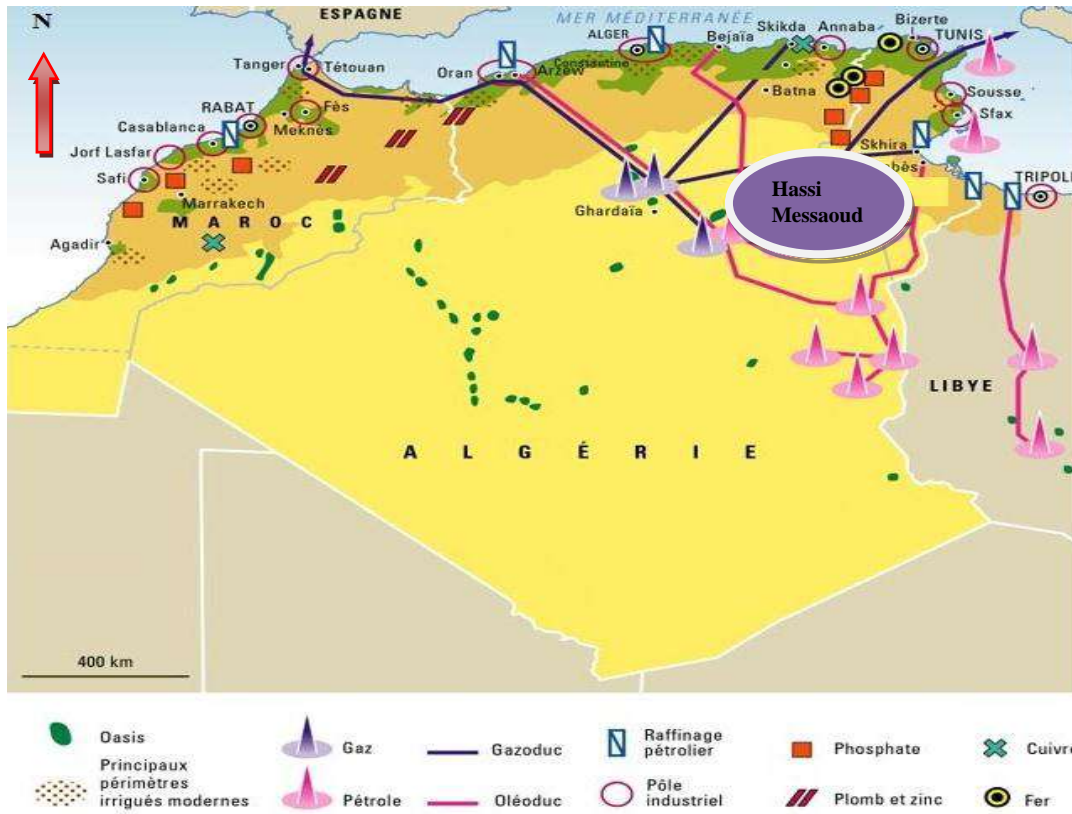 N
ESPAGNE
MER MÉDITERRANÉE
Skikda
Annaba
Bizerte
TUNIS
ALGER
Bejaïa
Tanger
Tétouan
Oran
Arzew
Constantine
Batna
Sousse
Sfax
RABAT
Fès
Casablanca
Meknès
Jorf Lasfar
Skhira
bès
Safi
TRIPOLI
Marrakech
Ghardaïa
Hassi
Messaoud
MAROC
Agadir
LIBYE
ALGÉRIE
400 km
Oasis
Gaz
Gazoduc
Raffinage
pétrolier
Phosphate
Cuivr
Principaux
périmètres
irrigués modernes
Pétrole
Oléoduc
Pôle
industriel
Plomb et zinc
Fer